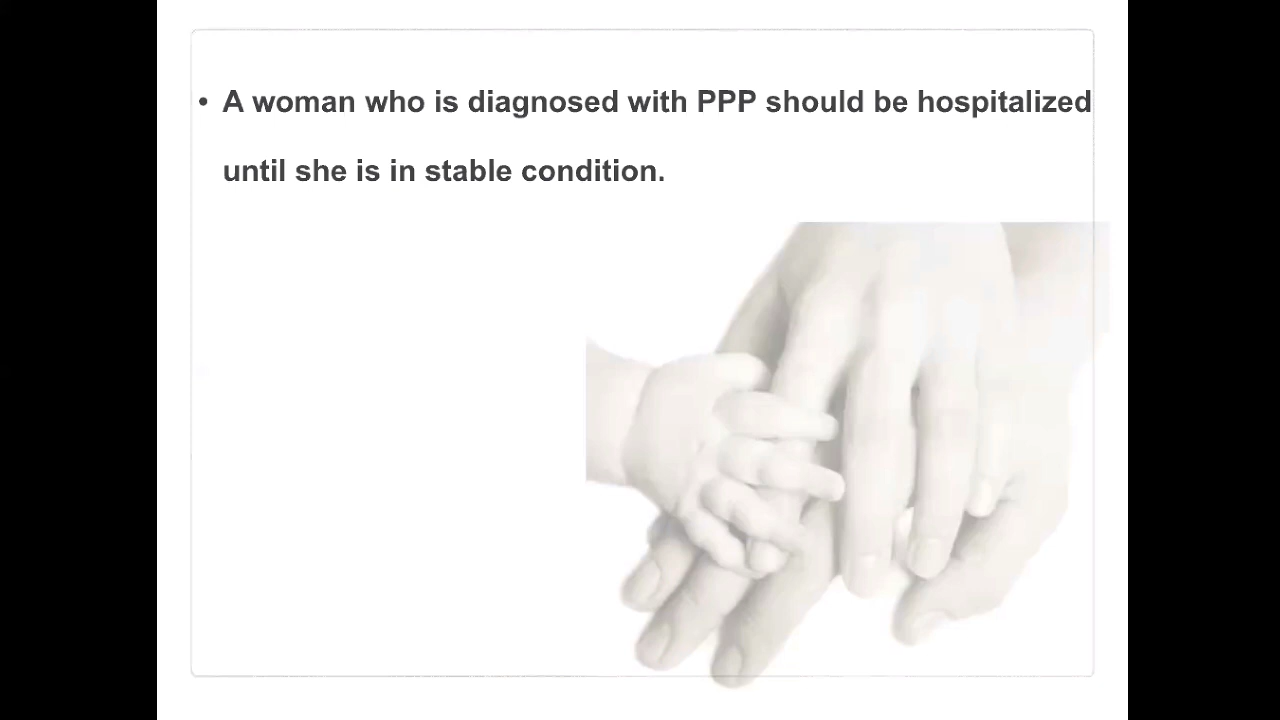 • A woman who is diagnosed with PPP should be hospitalized
until she is in stable condition.